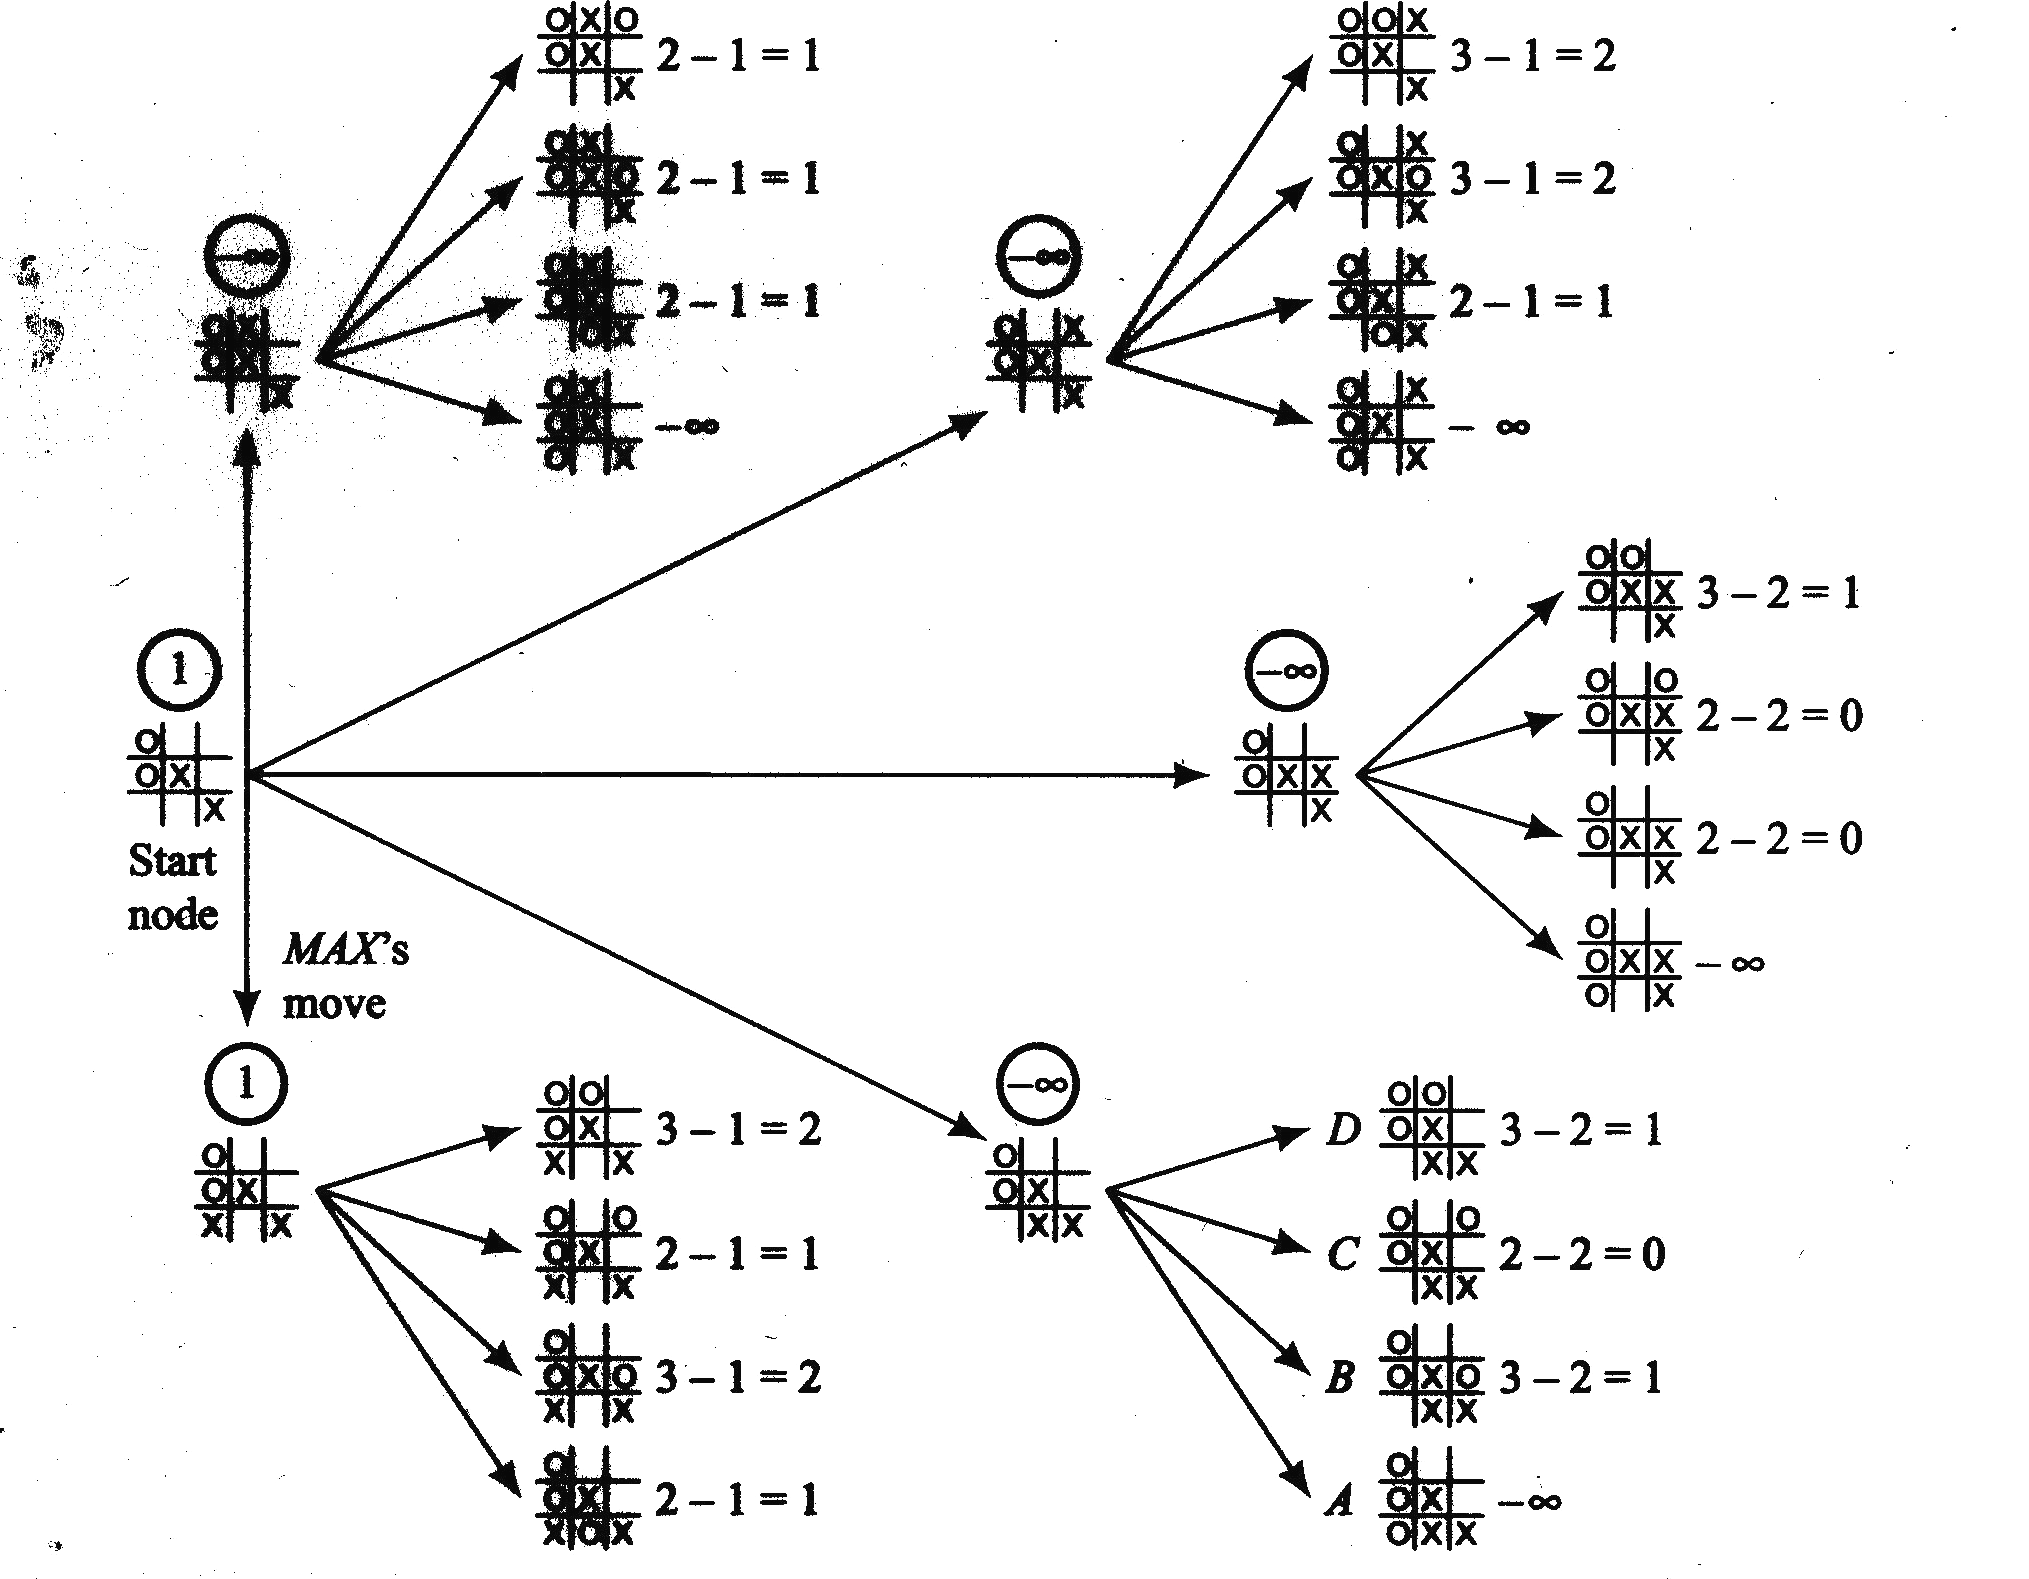 O X O
O X
X
2 – 1 = 1
O X
O X O
X
2 – 1 = 1
O X
O X
O X
2 – 1 = 1
O X
O X
O X
– ∞
–∞
O X
O X
X
O O X
O X
X
3 – 1 = 2
O X
O X O
X
3 – 1 = 2
O X
O X
O X
2 – 1 = 1
O X
O X
O X
– ∞
–∞
O X
O X
X
1
O
O X
X
Start
node
MAX's
move
–∞
O
O X X
X
O O
O X X
X
3 – 2 = 1
O O
O X X
X
2 – 2 = 0
O
O X X
X
2 – 2 = 0
O
O X X
O X
– ∞
1
O
O X
X X
O O
O X
X X
3 – 1 = 2
O O
O X
X X
2 – 1 = 1
O
O X O
X X
3 – 1 = 2
O
O X
X O X
2 – 1 = 1
–∞
O
O X
X X
D
O O
O X
X X
3 – 2 = 1
C
O O
O X
X X
2 – 2 = 0
B
O
O X O
X X
3 – 2 = 1
A
O
O X
O X X
–∞